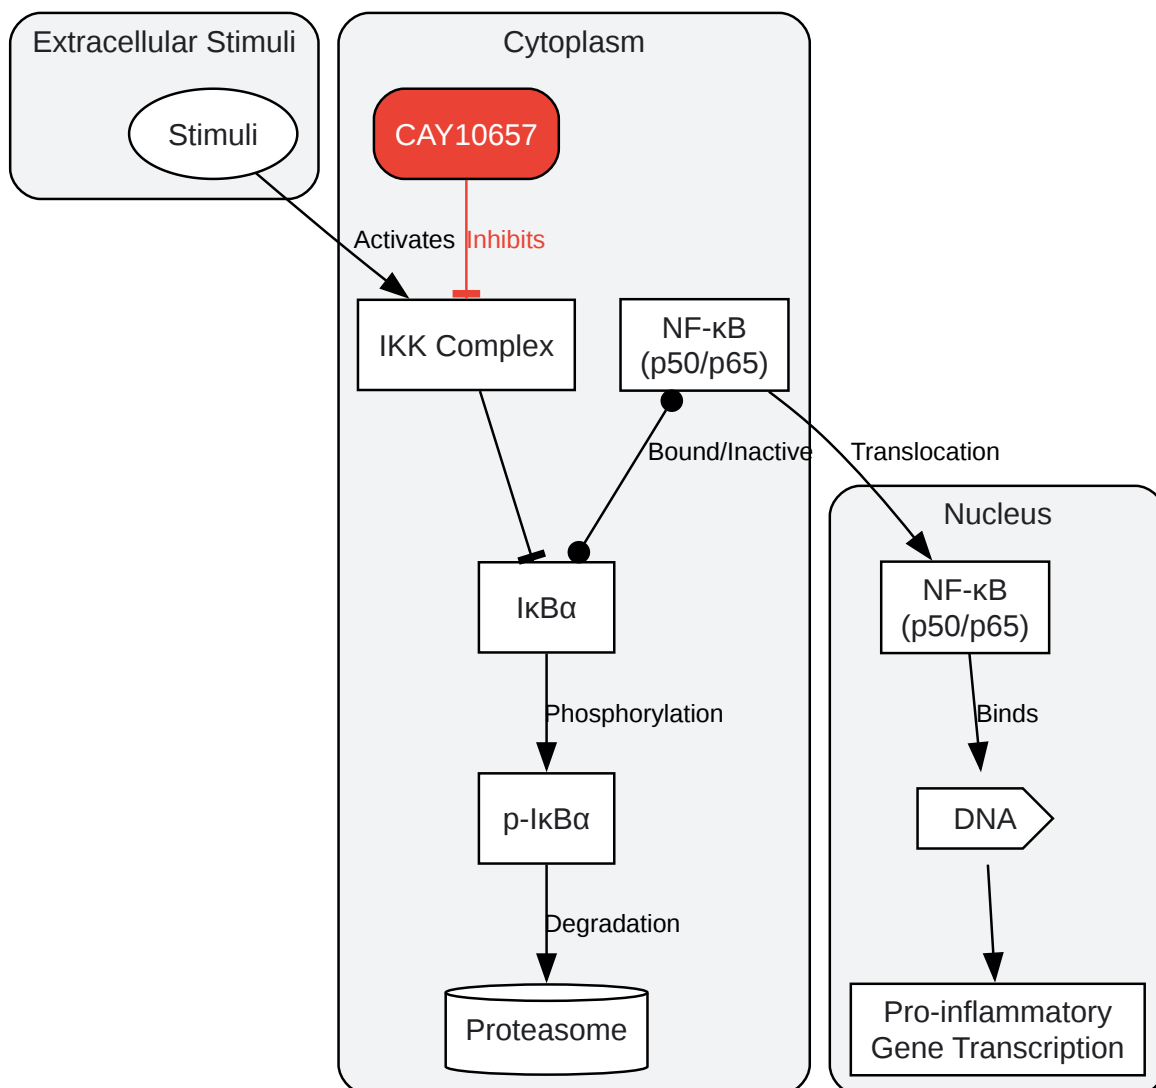 Extracellular Stimuli
Stimuli
Cytoplasm
CAY10657
Activates
Inhibits
IKK Complex
NF-κB
(p50/p65)
Bound/Inactive
Translocation
IκBα
Phosphorylation
p-IκBα
Degradation
Proteasome
Nucleus
NF-κB
(p50/p65)
Binds
DNA
Pro-inflammatory
Gene Transcription